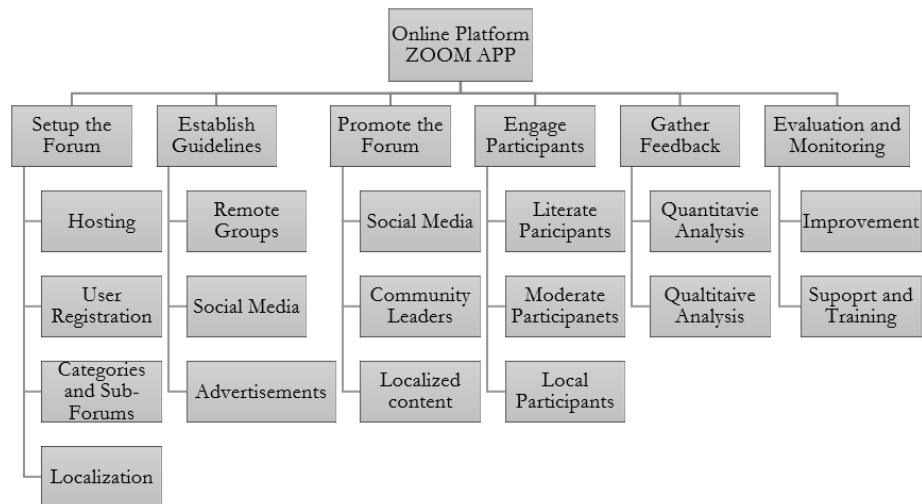 Online Platform
ZOOM APP
Setup the
Forum
Hosting
User
Registration
Categories
and Sub-
Forums
Localization
Establish
Guidelines
Remote
Groups
Social Media
Advertisements
Promote the
Forum
Social Media
Community
Leaders
Localized
content
Engage
Participants
Literate
Paricipants
Moderate
Participanets
Local
Participants
Gather
Feedback
Quantitavie
Analysis
Qualtitaive
Analysis
Evaluation and
Monitoring
Improvement
Supoprt and
Training